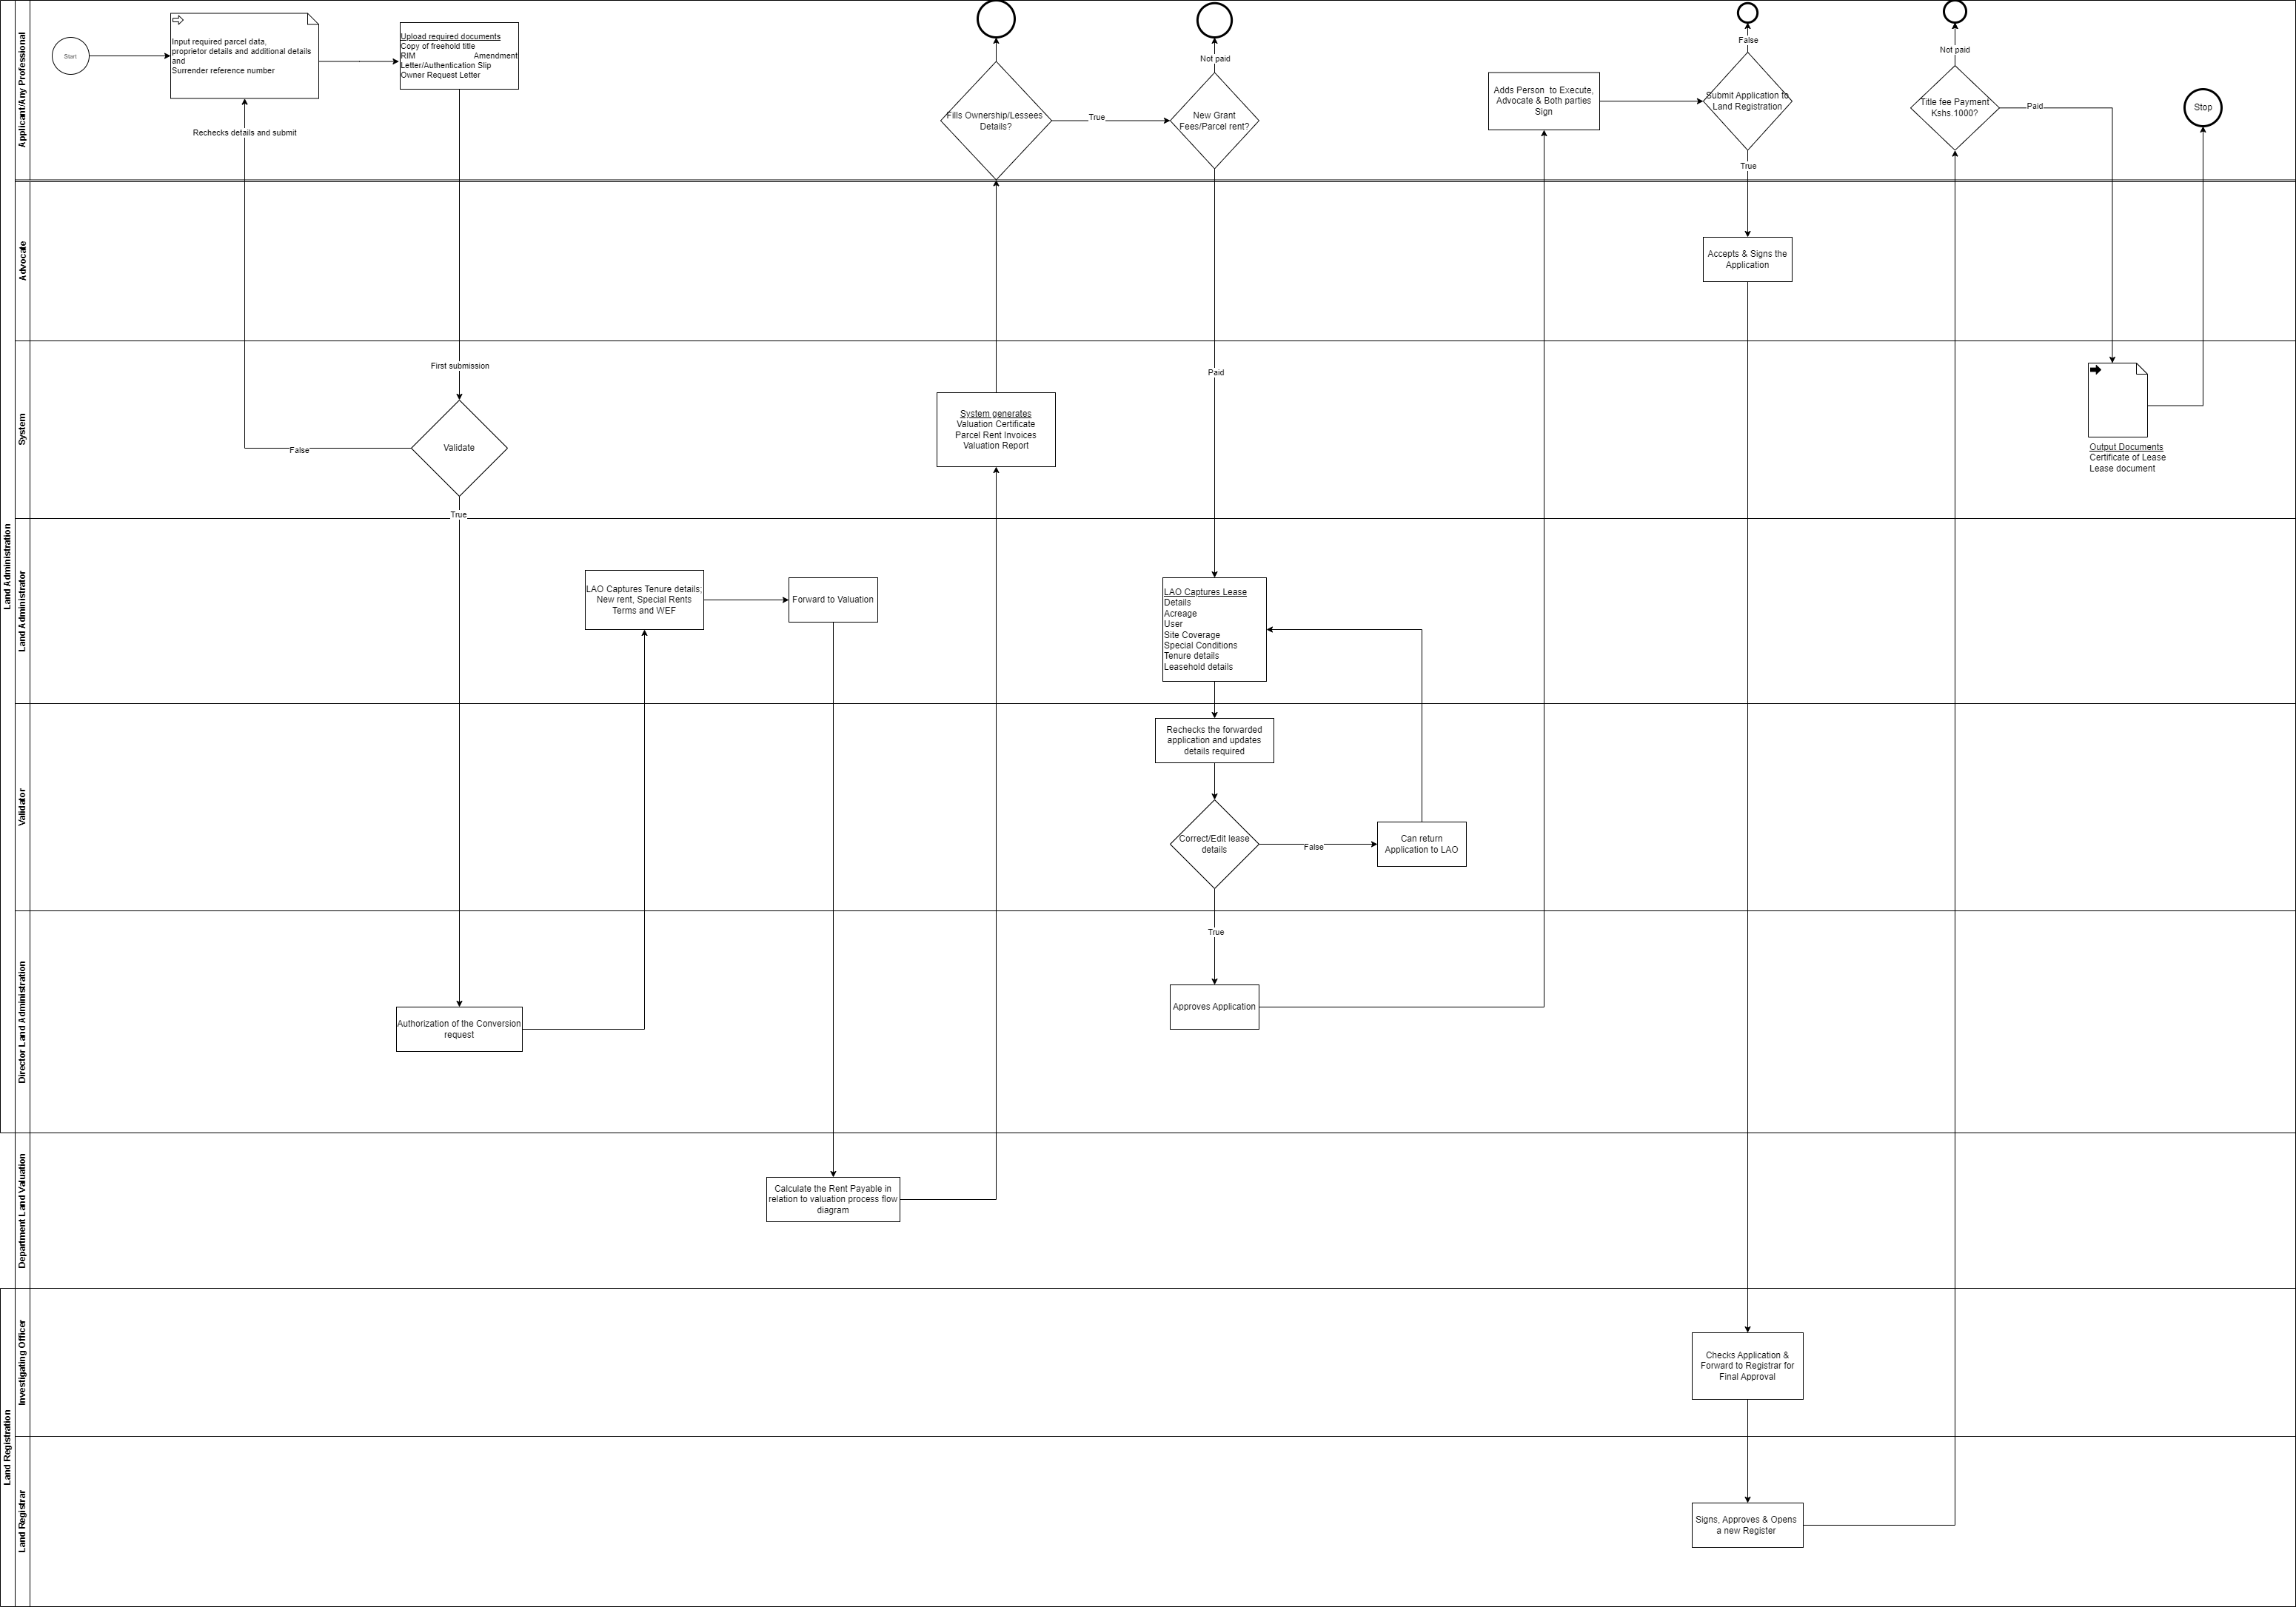 Land Administration
Land Registration
Applicant/Any Professional
Start
Input required parcel data,
proprietor details and additional details
and
Surrender reference number
Upload required documents
Copy of freehold title
RIM Amendment
Letter/Authentication Slip
Owner Request Letter
Rechecks details and submit
Fills Ownership/Lessees
Details?
True
Not paid
New Grant
Fees/Parcel rent?
Adds Person to Execute,
Advocate & Both parties
Sign
False
Submit Application to
Land Registration
True
Not paid
Title fee Payment
Kshs.1000?
Paid
Stop
Advocate
Accepts & Signs the
Application
System
First submission
Validate
False
True
System generates
Valuation Certificate
Parcel Rent Invoices
Valuation Report
Paid
Output Documents
Certificate of Lease
Lease document
Land Administrator
LAO Captures Tenure details;
New rent, Special Rents
Terms and WEF
Forward to Valuation
LAO Captures Lease
Details
Acreage
User
Site Coverage
Special Conditions
Tenure details
Leasehold details
Validator
Rechecks the forwarded
application and updates
details required
Correct/Edit lease
details
False
Can return
Application to LAO
True
Director Land Administration
Authorization of the Conversion
request
Approves Application
Department Land Valuation
Calculate the Rent Payable in
relation to valuation process flow
diagram
Investigating Officer
Checks Application &
Forward to Registrar for
Final Approval
Land Registrar
Signs, Approves & Opens
a new Register